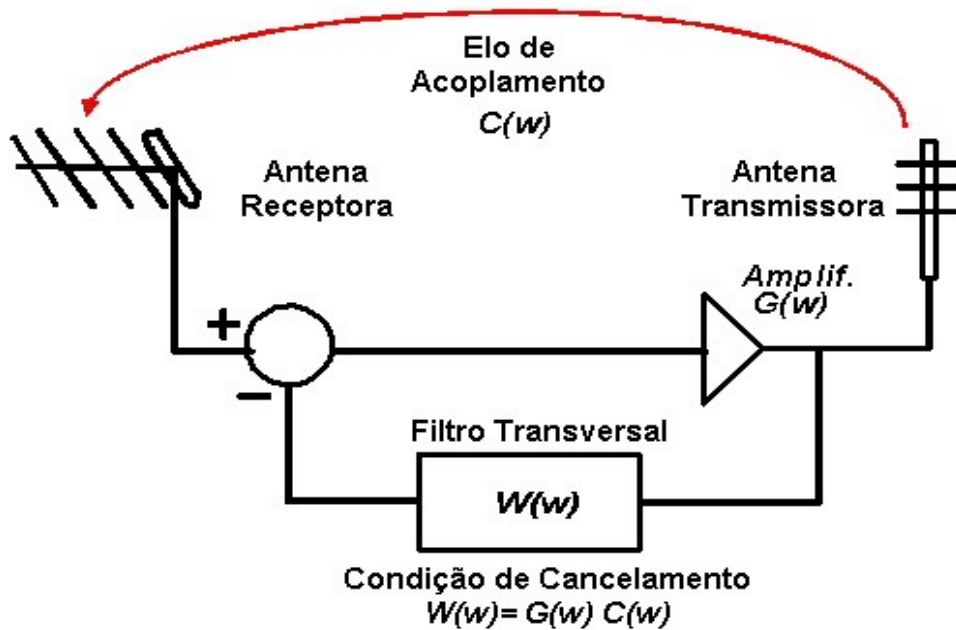 Elo de
Acoplamento
C(w)
Antena
Receptora
Antena
Transmissora
Amplif.
G(w)
+
−
Filtro Transversal
W(w)
Condição de Cancelamento
W(w)= G(w) C(w)